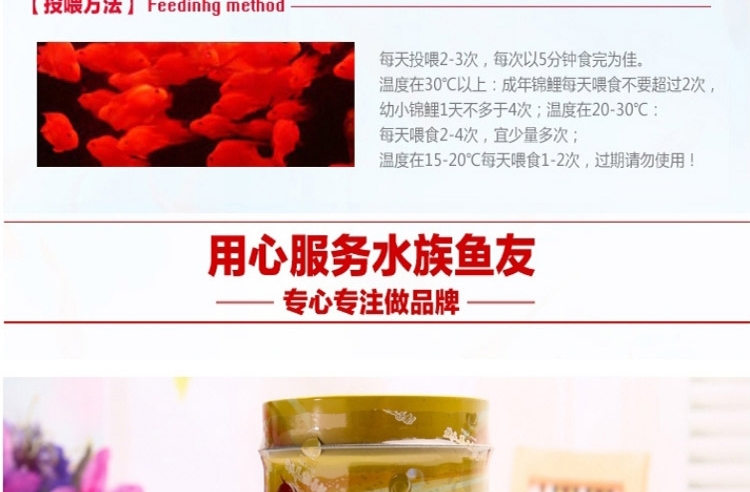 【投喂方法】Feedinhg method
每天投喂2-3次，每次以5分钟食完为佳。
温度在30℃以上：成年锦鲤每天喂食不要超过2次，
幼小锦鲤1天不多于4次；温度在20-30℃：
每天喂食2-4次，宜少量多次；
温度在15-20℃每天喂食1-2次，过期请勿使用！
用心服务水族鱼友
专心专注做品牌